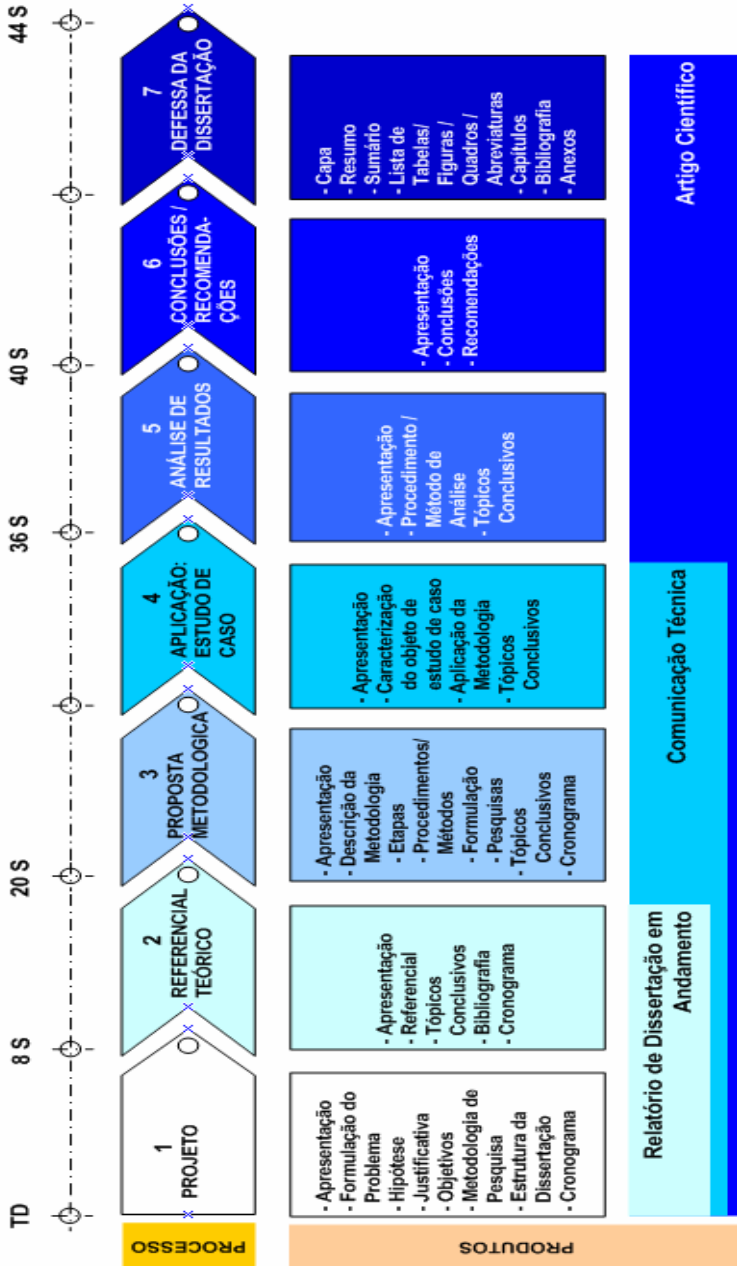 TD
8 S
20 S
36 S
40 S
44 S
PROCESSO
1
PROJETO
2
REFERENCIAL
TEÓRICO
3
PROPOSTA
METODOLOGICA
4
APLICAÇÃO:
ESTUDO DE
CASO
5
ANÁLISE DE
RESULTADOS
6
CONCLUSÕES /
RECOMENDA-
ÇÕES
7
DEFESSA DA
DISSERTAÇÃO
PRODUTOS
- Apresentação
- Formulação do
Problema
- Hipótese
- Justificativa
- Objetivos
- Metodologia de
Pesquisa
- Estrutura da
Dissertação
- Cronograma
- Apresentação
- Referencial
- Tópicos
Conclusivos
- Bibliografia
- Cronograma
- Apresentação
- Descrição da
Metodologia
- Etapas
- Procedimentos/
Métodos
- Formulação
- Pesquisas
- Tópicos
Conclusivos
- Cronograma
- Apresentação
- Caracterização
do objeto de
estudo de caso
- Aplicação da
Metodologia
- Tópicos
Conclusivos
- Apresentação
- Procedimento /
Método de
Análise
- Tópicos
Conclusivos
- Apresentação
- Conclusões
- Recomendações
- Capa
- Resumo
- Sumário
- Lista de
Tabelas/
Figuras /
Quadros /
Abreviaturas
- Capítulos
- Bibliografia
- Anexos
Relatório de Dissertação em
Andamento
Comunicação Técnica
Artigo Científico